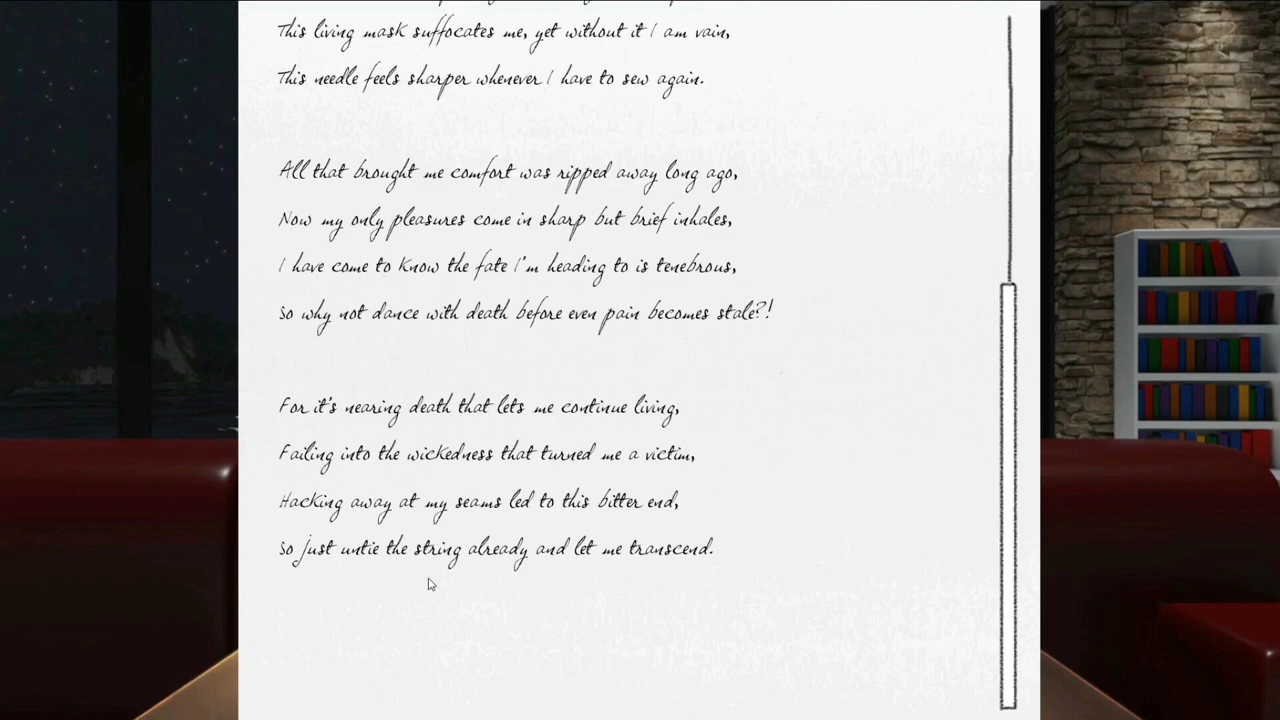 This living mask suffocates me, yet without it I am vain,
This needle feels sharper whenever I have to sew again.
All that brought me comfort was ripped away long ago,
Now my only pleasures come in sharp but brief inhales,
I have come to know the fate I'm heading to is tenebrous,
So why not dance with death before even pain becomes stale?!
For it's nearing death that lets me continue living,
Failing into the wickedness that turned me a victim,
Hacking away at my seams led to this bitter end,
So just untie the string already and let me transcend.